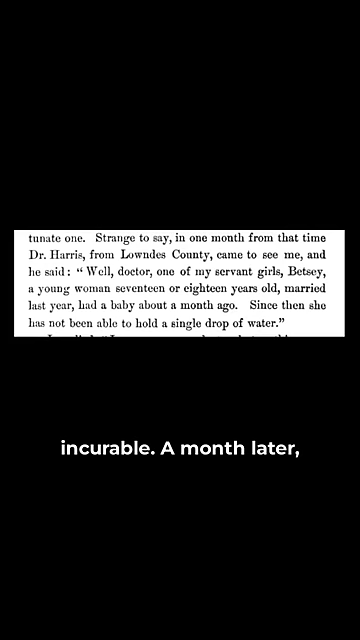 tunate one. Strange to say, in one month from that time
Dr. Harris, from Lowndes County, came to see me, and
he said: “Well, doctor, one of my servant girls, Betsey,
a young woman seventeen or eighteen years old, married
last year, had a baby about a month ago. Since then she
has not been able to hold a single drop of water.”
incurable. A month later,